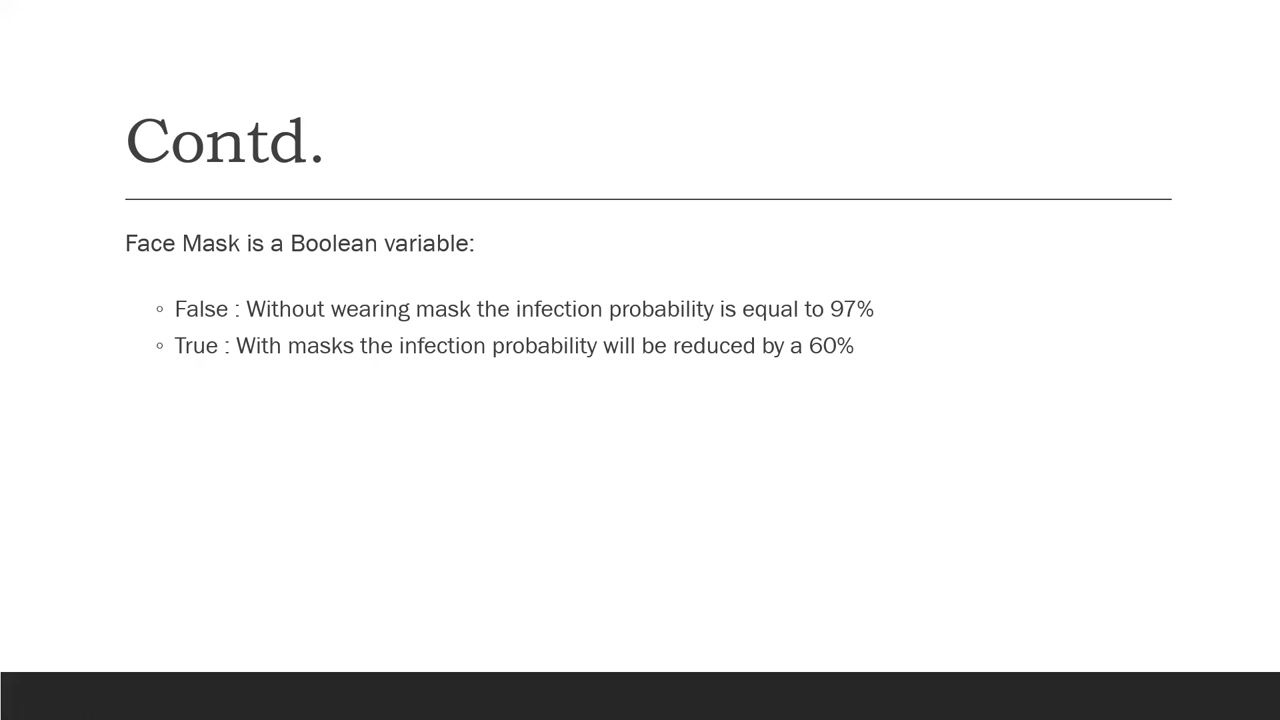 Contd.
Face Mask is a Boolean variable:
◦ False : Without wearing mask the infection probability is equal to 97%
◦ True : With masks the infection probability will be reduced by a 60%